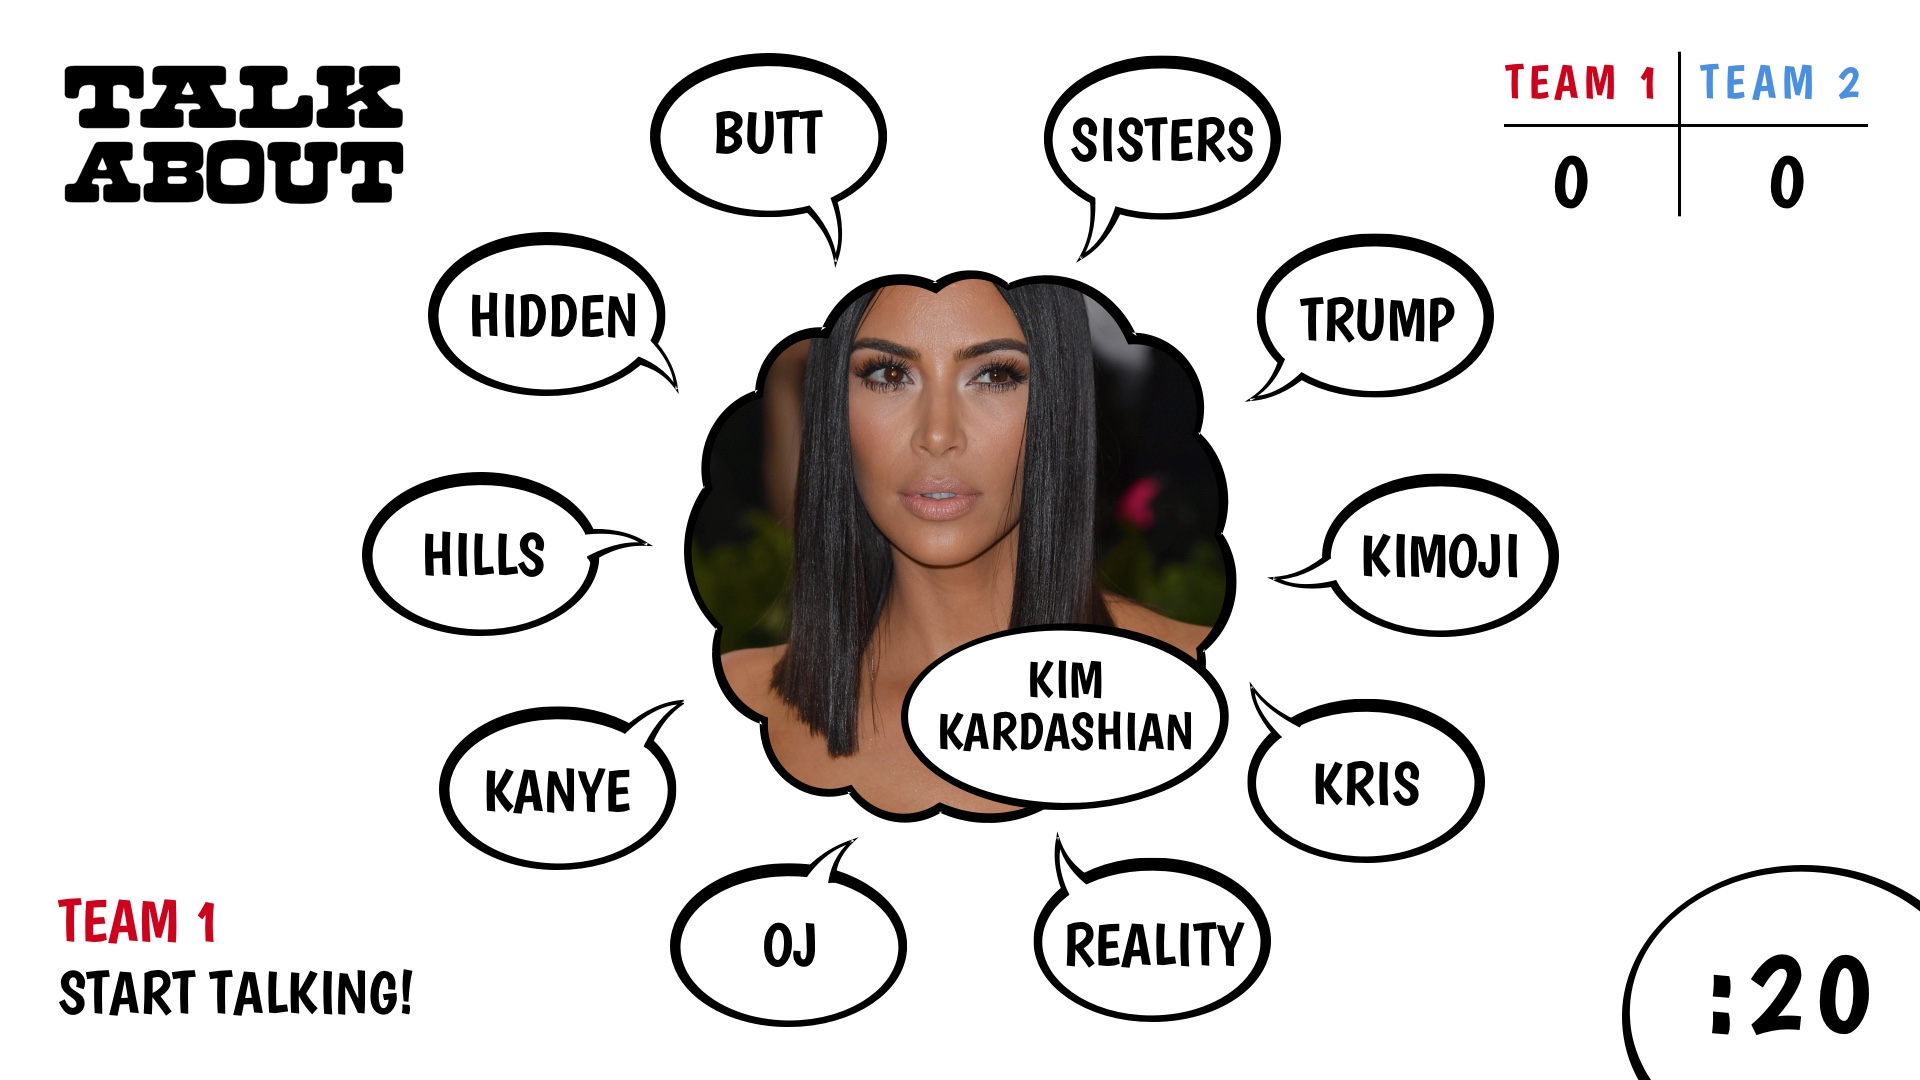 TALK
ABOUT
BUTT
SISTERS
TEAM 1
TEAM 2
0
0
HIDDEN
TRUMP
HILLS
KIMOJI
KIM
KARDASHIAN
KANYE
KRIS
OJ
REALITY
TEAM 1
START TALKING!
:20